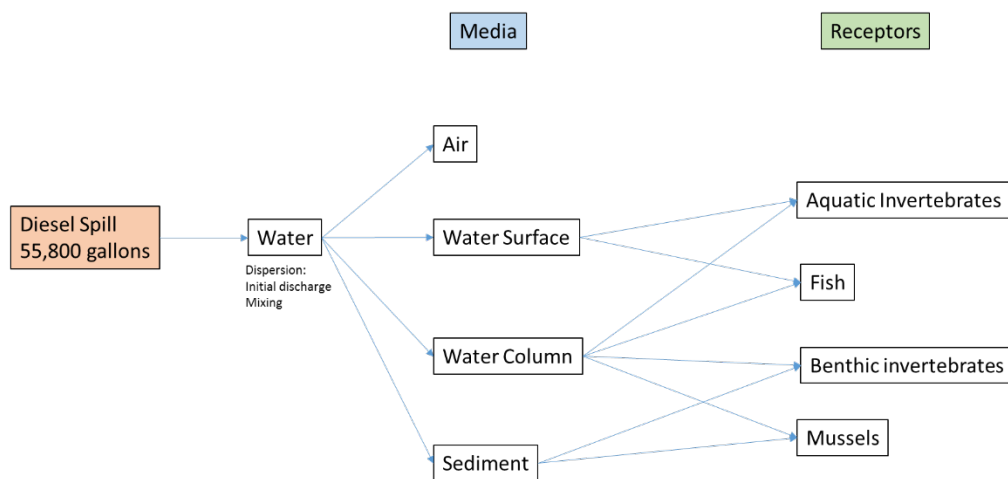 Media
Receptors
Air
Diesel Spill
55,800 gallons
Water
Dispersion:
Initial discharge
Mixing
Water Surface
Water Column
Sediment
Aquatic Invertebrates
Fish
Benthic invertebrates
Mussels